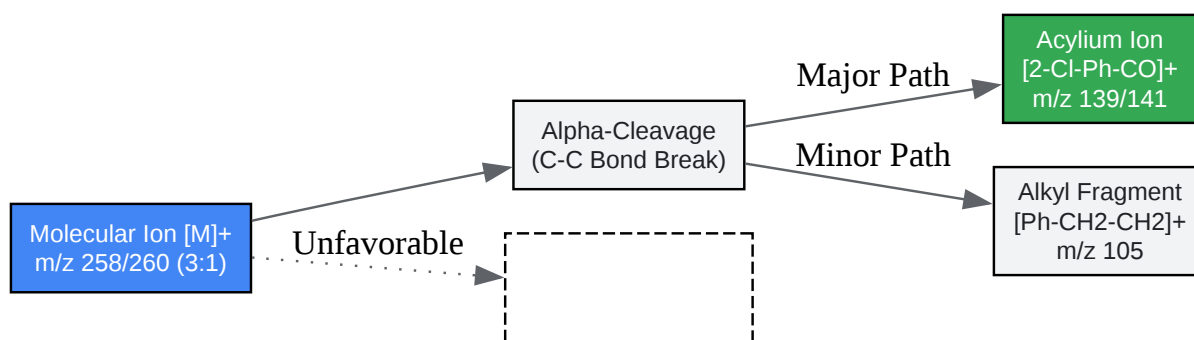 Molecular Ion [M]+
m/z 258/260 (3:1)
Unfavorable
Alpha-Cleavage
(C-C Bond Break)
Major Path
Minor Path
Acylium Ion
[2-Cl-Ph-CO]+
m/z 139/141
Alkyl Fragment
[Ph-CH2-CH2]+
m/z 105